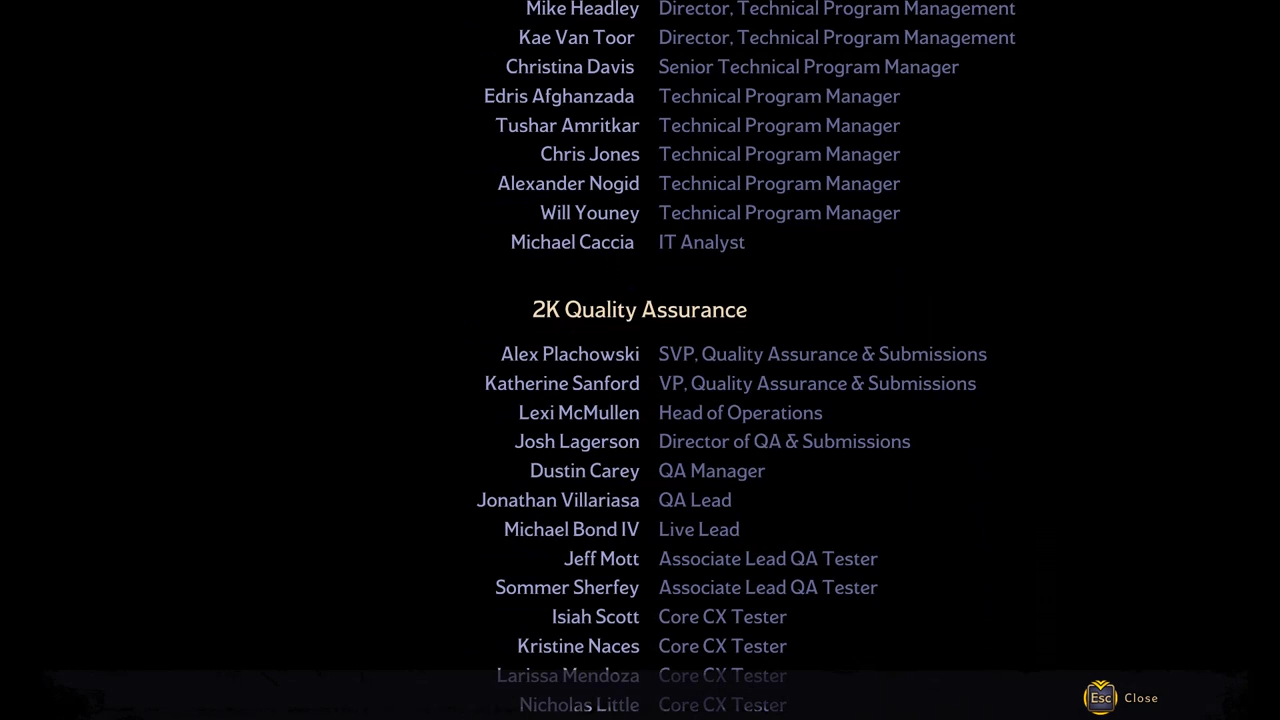 Mike Headley Director, Technical Program Management
Kae Van Toor Director, Technical Program Management
Christina Davis Senior Technical Program Manager
Edris Afghanzada Technical Program Manager
Tushar Amritkar Technical Program Manager
Chris Jones Technical Program Manager
Alexander Nogid Technical Program Manager
Will Youney Technical Program Manager
Michael Caccia IT Analyst
2K Quality Assurance
Alex Plachowski SVP, Quality Assurance & Submissions
Katherine Sanford VP, Quality Assurance & Submissions
Lexi McMullen Head of Operations
Josh Lagerson Director of QA & Submissions
Dustin Carey QA Manager
Jonathan Villariasa QA Lead
Michael Bond IV Live Lead
Jeff Mott Associate Lead QA Tester
Sommer Sherfey Associate Lead QA Tester
Isiah Scott Core CX Tester
Kristine Naces Core CX Tester
Larissa Mendoza Core CX Tester
Nicholas Little Core CX Tester
Esc Close